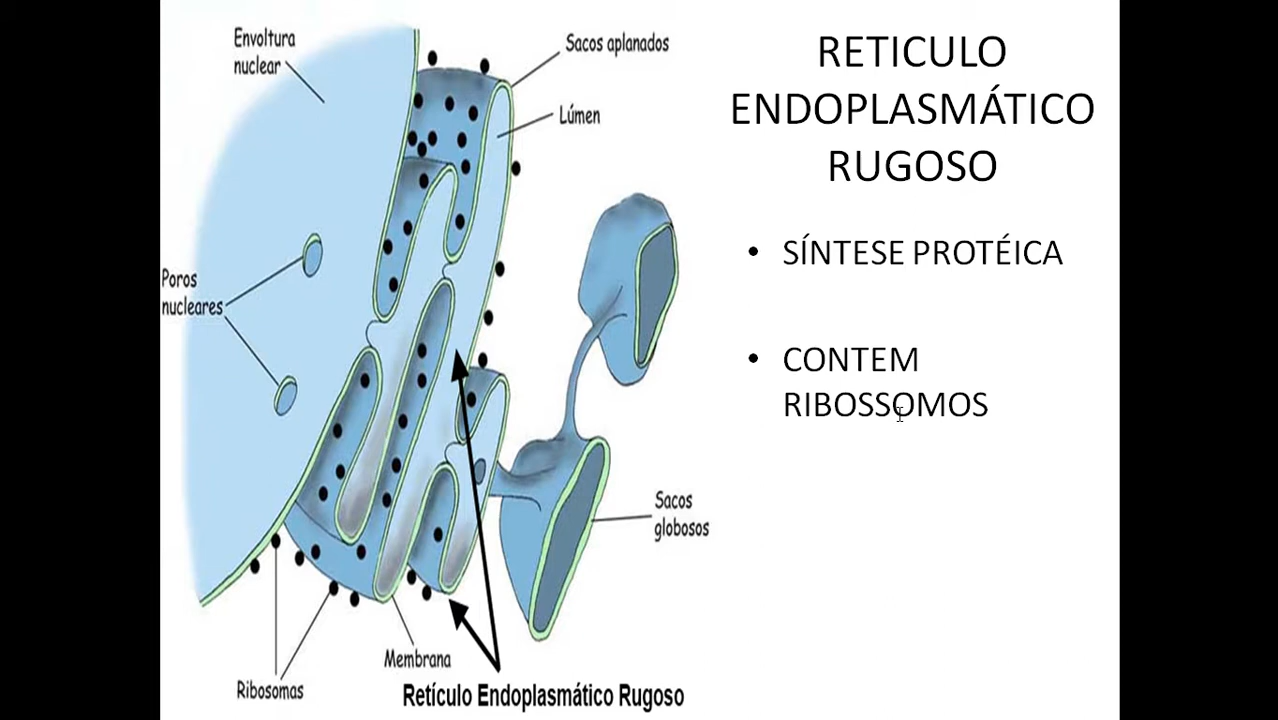 RETICULO
ENDOPLASMÁTICO
RUGOSO
• SÍNTESE PROTÉICA
• CONTEM
RIBOSSOMOS
Envoltura
nuclear
Sacos aplanados
Lúmen
Poros
nucleares
Sacos
globosos
Membrana
Ribosomas
Retículo Endoplasmático Rugoso